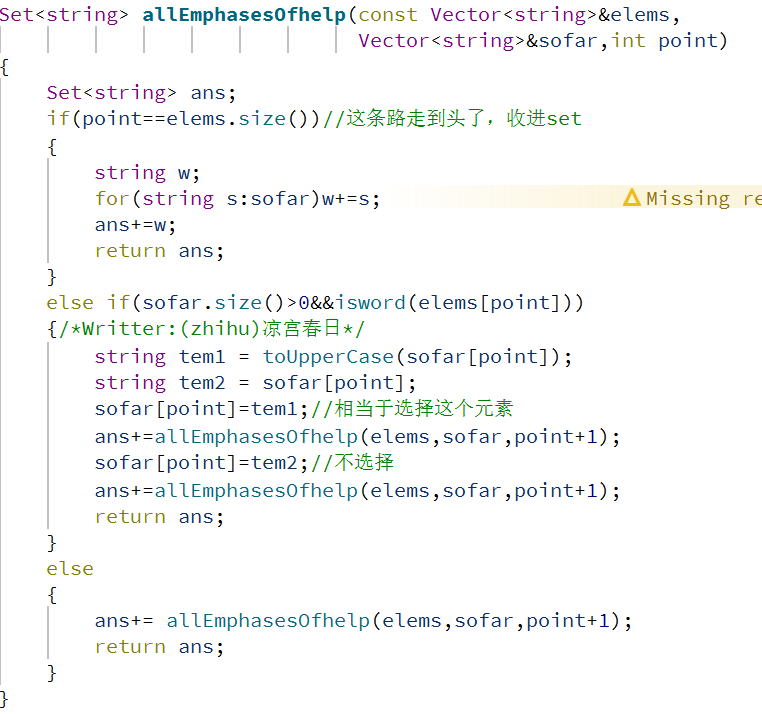 Set<string> allEmphasesOfhelp(const Vector<string>&elems,
Vector<string>&sofar,int point)
{
Set<string> ans;
if(point==elems.size())//这条路走到头了，收进set
{
string w;
for(string s:sofar)w+=s; Missing re
ans+=w;
return ans;
}
else if(sofar.size()>0&&isword(elems[point]))
{/*Writter:(zhihu)凉宫春日*/
string tem1 = toUpperCase(sofar[point]);
string tem2 = sofar[point];
sofar[point]=tem1;//相当于选择这个元素
ans+=allEmphasesOfhelp(elems,sofar,point+1);
sofar[point]=tem2;//不选择
ans+=allEmphasesOfhelp(elems,sofar,point+1);
return ans;
}
else
{
ans+= allEmphasesOfhelp(elems,sofar,point+1);
return ans;
}
}